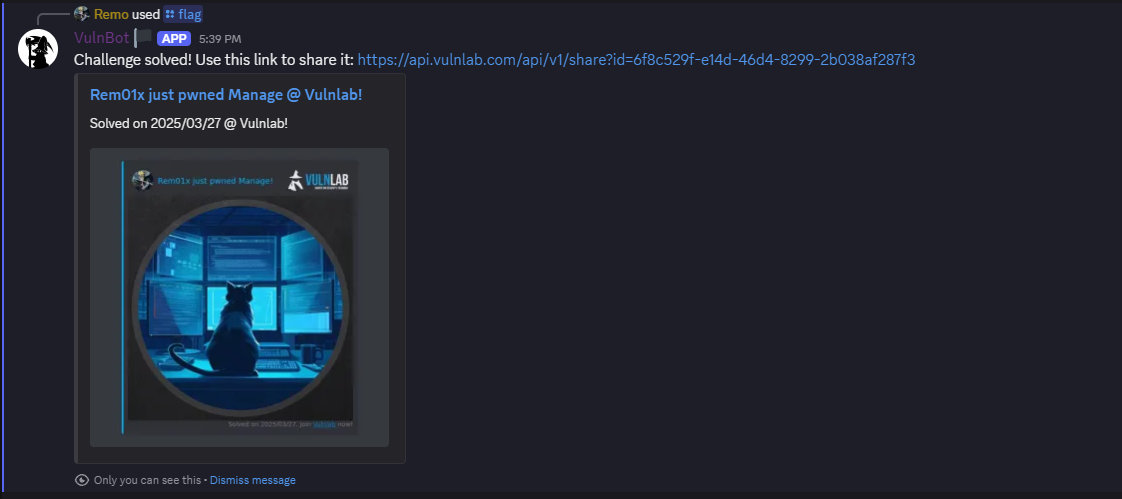 Remo used flag
VulnBot APP 5:39 PM
Challenge solved! Use this link to share it: https://api.vulnlab.com/api/v1/share?id=6f8c529f-e14d-46d4-8299-2b038af287f3
Rem01x just pwned Manage @ Vulnlab!
Solved on 2025/03/27 @ Vulnlab!
Rem01x just pwned Manage!
VULNLAB
Solved on 2025/03/27, join Vulnlab now!
Only you can see this • Dismiss message